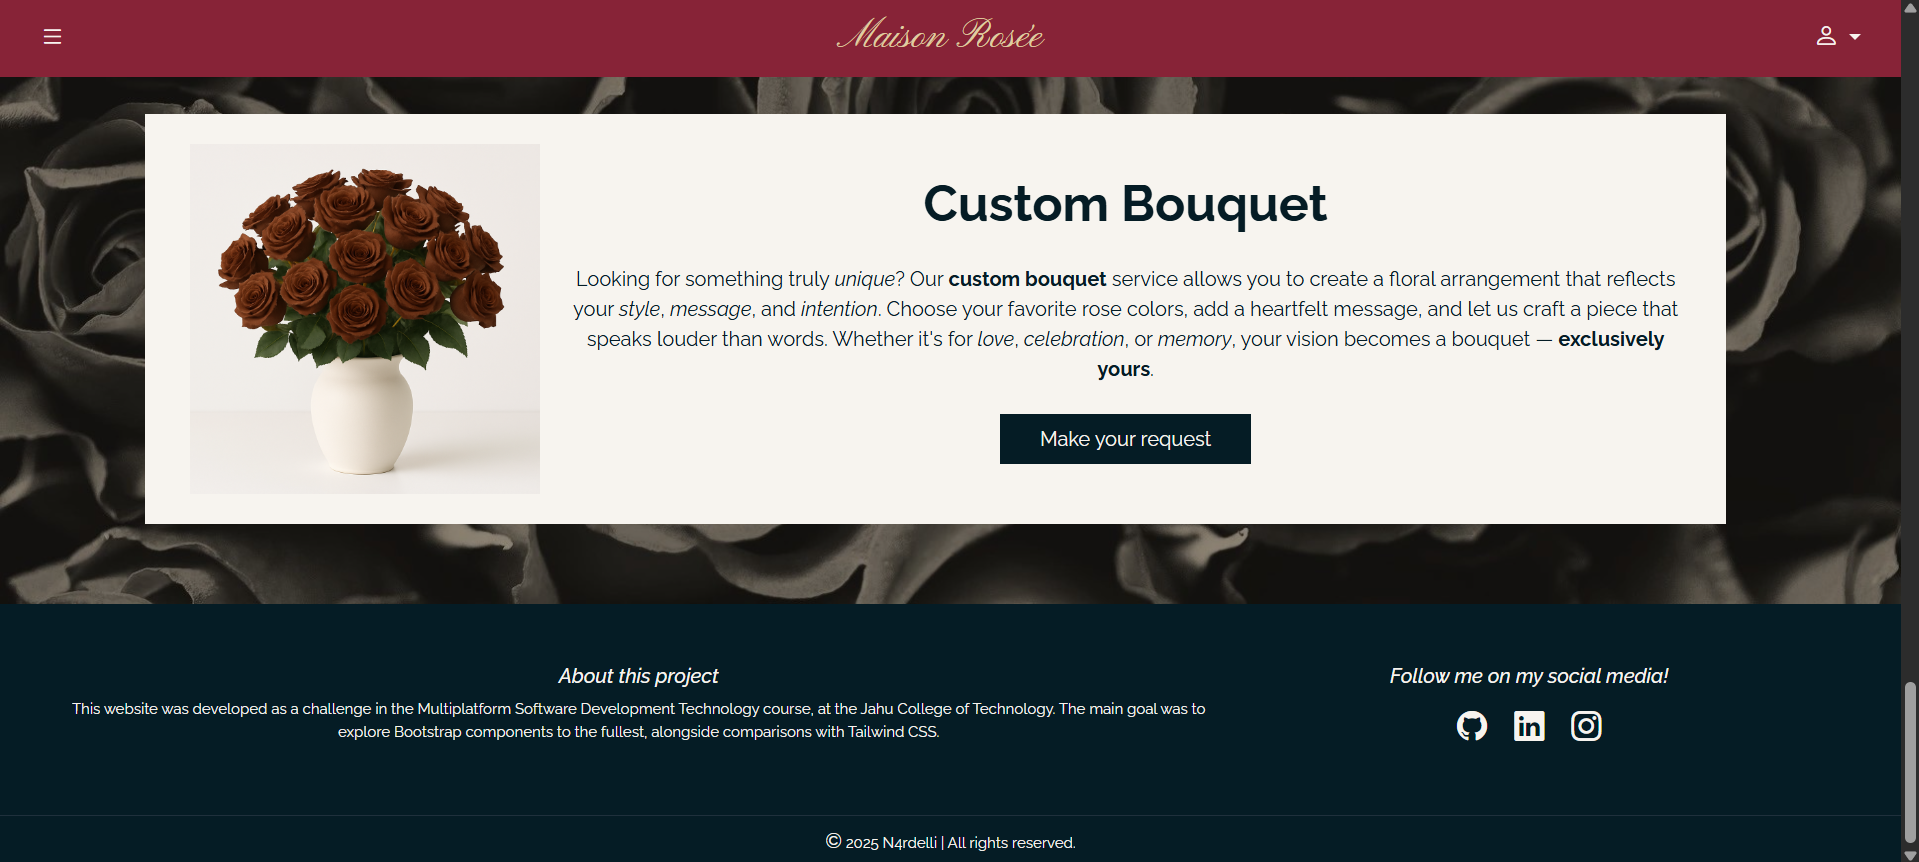 Maison Rosée
Custom Bouquet
Looking for something truly unique? Our custom bouquet service allows you to create a floral arrangement that reflects
your style, message, and intention. Choose your favorite rose colors, add a heartfelt message, and let us craft a piece that
speaks louder than words. Whether it's for love, celebration, or memory, your vision becomes a bouquet — exclusively
yours.
Make your request
About this project
This website was developed as a challenge in the Multiplatform Software Development Technology course, at the Jahu College of Technology. The main goal was to
explore Bootstrap components to the fullest, alongside comparisons with Tailwind CSS.
Follow me on my social media!
in
© 2025 N4rdelli | All rights reserved.